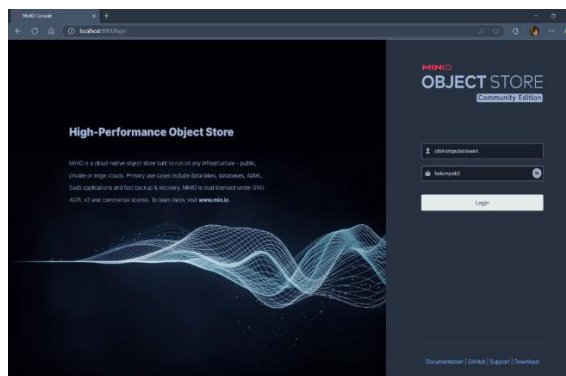 MinIO Console
localhost:9001/login
MINIO
OBJECT STORE
Community Edition
High-Performance Object Store
MinIO is a cloud-native object store built to run on any infrastructure - public,
private or edge clouds. Primary use cases include data lakes, databases, AI/ML,
SaaS applications and fast backup & recovery. MinIO is dual licensed under GNU
AGPL v3 and commercial license. To learn more, visit www.min.io.
utskomputasiawan
kelompok2
Login
Documentation | GitHub | Support | Download